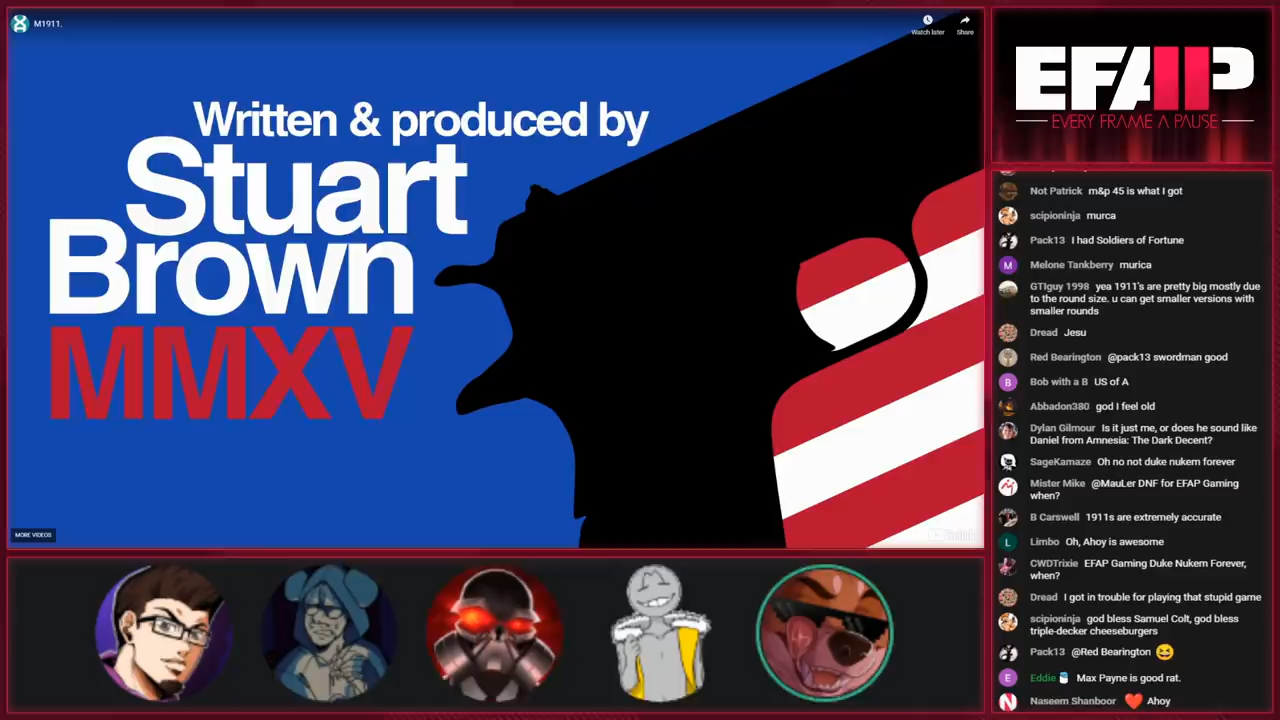 M1911.
Watch later
Share
Written & produced by
Stuart
Brown
MMXV
MORE VIDEOS
EFAP
EVERY FRAME A PAUSE
Not Patrick m&p 45 is what I got
scipioninja murca
Pack13 I had Soldiers of Fortune
M Melone Tankberry murica
GTIguy 1998 yea 1911's are pretty big mostly due
to the round size. u can get smaller versions with
smaller rounds
Dread Jesu
Red Bearington @pack13 swordman good
B Bob with a B US of A
Abbadon380 god I feel old
Dylan Gilmour Is it just me, or does he sound like
Daniel from Amnesia: The Dark Decent?
SageKamaze Oh no not duke nukem forever
Mister Mike @MauLer DNF for EFAP Gaming
when?
B Carswell 1911s are extremely accurate
L Limbo Oh, Ahoy is awesome
CWDTrixie EFAP Gaming Duke Nukem Forever,
when?
Dread I got in trouble for playing that stupid game
scipioninja god bless Samuel Colt, god bless
triple-decker cheeseburgers
Pack13 @Red Bearington 😆
E Eddie Max Payne is good rat.
Naseem Shanboor ❤️ Ahoy